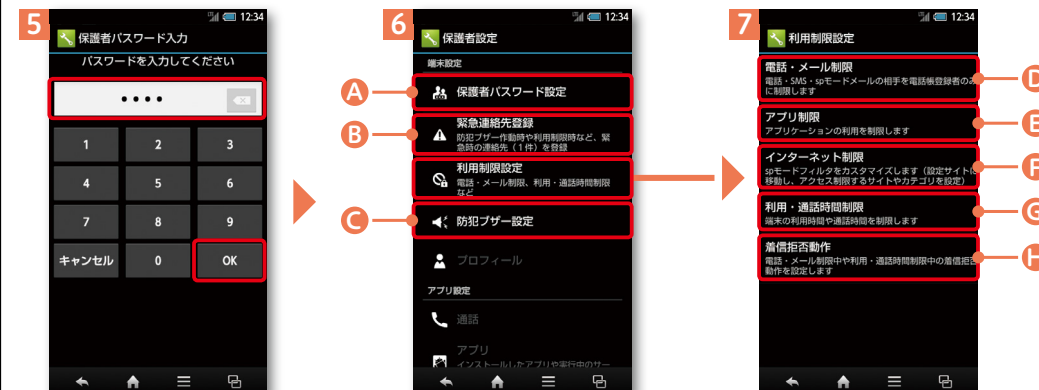 5
12:34
保護者パスワード入力
パスワードを入力してください
••••
1 2 3
4 5 6
7 8 9
キャンセル 0 OK
6
12:34
保護者設定
端末設定
A
保護者パスワード設定
B
緊急連絡先登録
防犯ブザー作動時や利用制限時など、緊
急時の連絡先（1件）を登録
利用制限設定
電話・メール制限、利用・通話時間制限
など
C
防犯ブザー設定
プロフィール
アプリ設定
通話
アプリ
インストールしたアプリや実行中のサー
7
12:34
利用制限設定
電話・メール制限
電話・SMS・spモードメールの相手を電話帳登録者のみ
に制限します
D
アプリ制限
アプリケーションの利用を制限します
E
インターネット制限
spモードフィルタをカスタマイズします（設定サイトに
移動し、アクセス制限するサイトやカテゴリを設定）
F
利用・通話時間制限
端末の利用時間や通話時間を制限します
G
着信拒否動作
電話・メール制限中や利用・通話時間制限中の着信拒否
動作を設定します
H